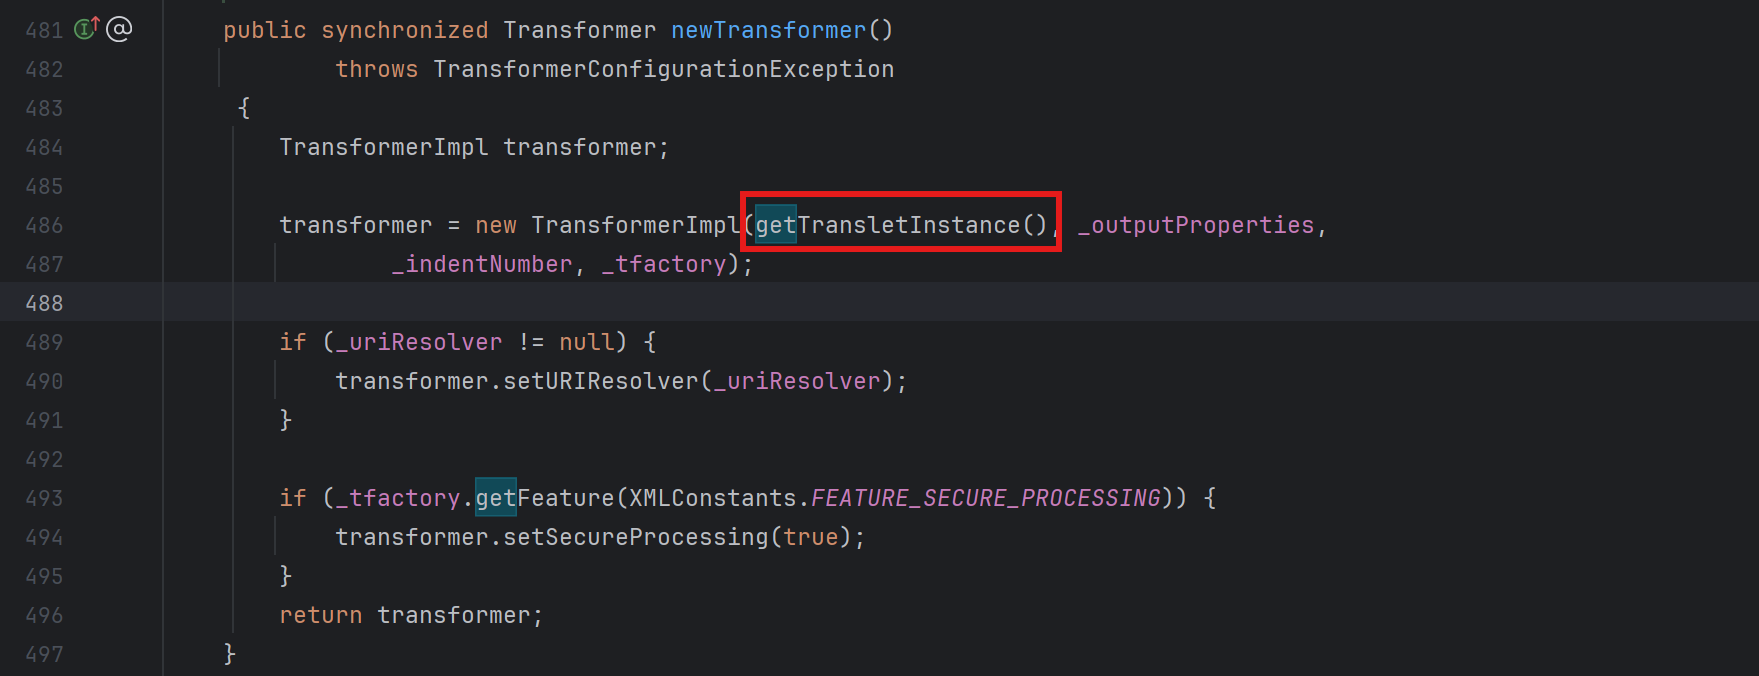 481 public synchronized Transformer newTransformer()
482 throws TransformerConfigurationException
483 {
484 TransformerImpl transformer;
485
486 transformer = new TransformerImpl(getTransletInstance(), _outputProperties,
487 _indentNumber, _tfactory);
488
489 if (_uriResolver != null) {
490 transformer.setURIResolver(_uriResolver);
491 }
492
493 if (_tfactory.getFeature(XMLConstants.FEATURE_SECURE_PROCESSING)) {
494 transformer.setSecureProcessing(true);
495 }
496 return transformer;
497 }